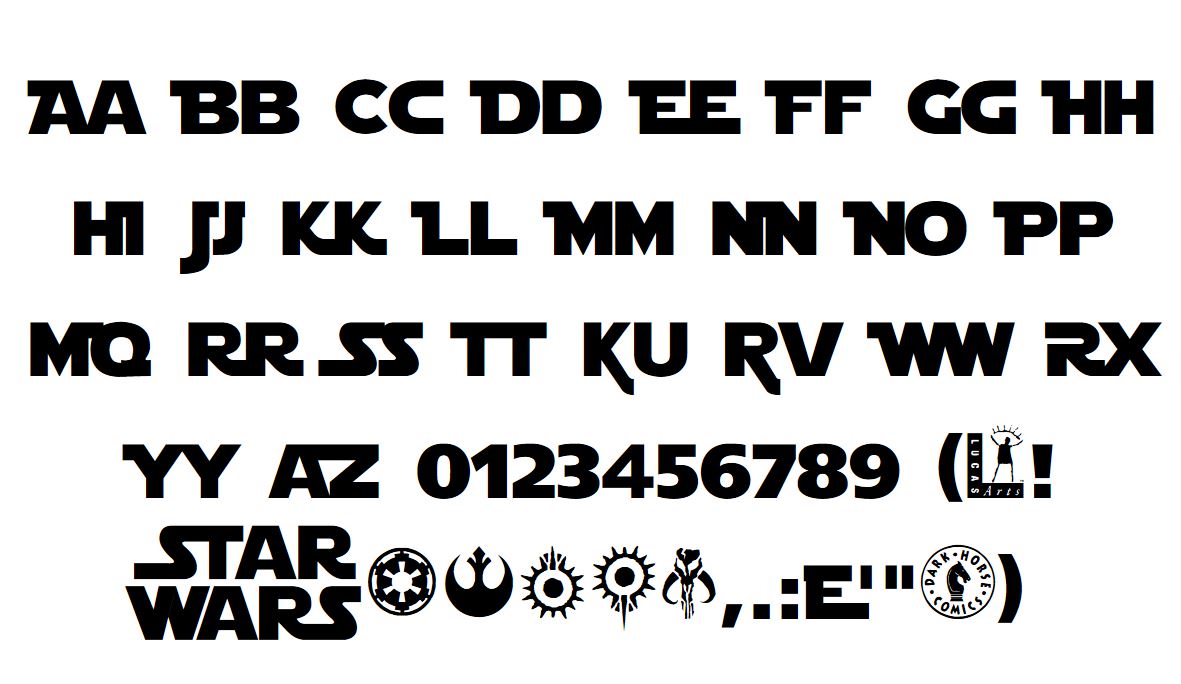 AA BB CC DD EE FF GG HH
HI JJ KK LL MM NN NO PP
MQ RR SS TT KU RV WW RX
YY AZ 0123456789 (LUCAS Arts!
STAR WARS,.:E'"DARK HORSE COMICS)